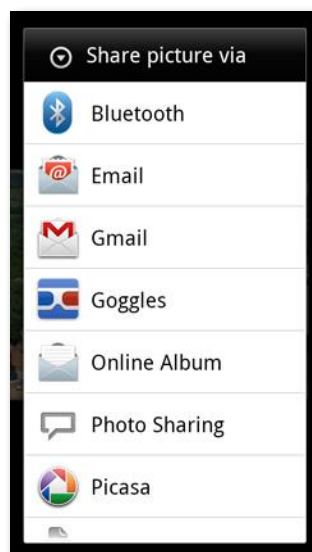 Share picture via
Bluetooth
Email
Gmail
Goggles
Online Album
Photo Sharing
Picasa